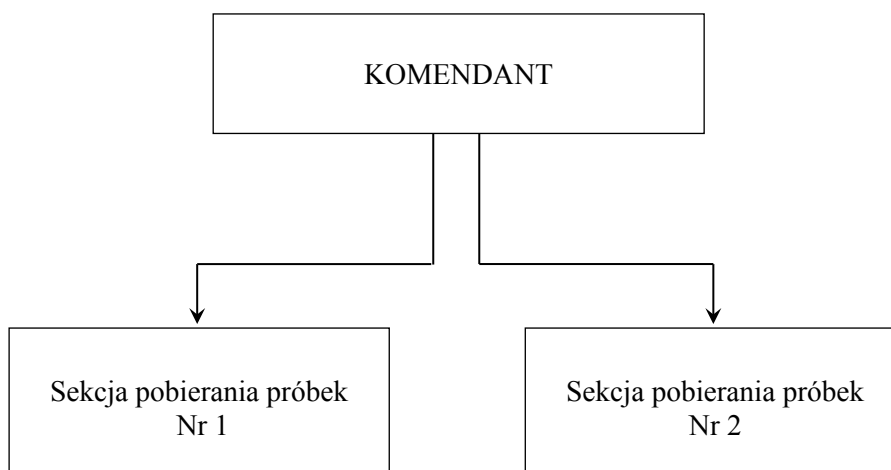 KOMENDANT
Sekcja pobierania próbek
Nr 1
Sekcja pobierania próbek
Nr 2